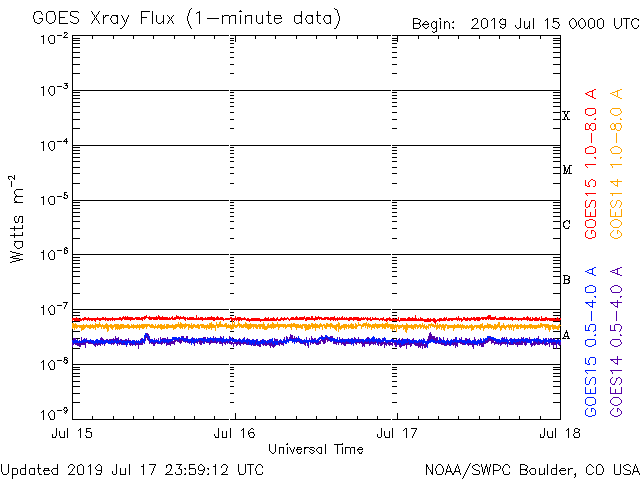 GOES Xray Flux (1-minute data)
Begin: 2019 Jul 15 0000 UTC
10⁻²
10⁻³
10⁻⁴
10⁻⁵
10⁻⁶
10⁻⁷
10⁻⁸
10⁻⁹
Watts m⁻²
X
M
C
B
A
GOES15 1.0-8.0 A
GOES14 1.0-8.0 A
GOES15 0.5-4.0 A
GOES14 0.5-4.0 A
Jul 15 Jul 16 Jul 17 Jul 18
Universal Time
Updated 2019 Jul 17 23:59:12 UTC
NOAA/SWPC Boulder, CO USA